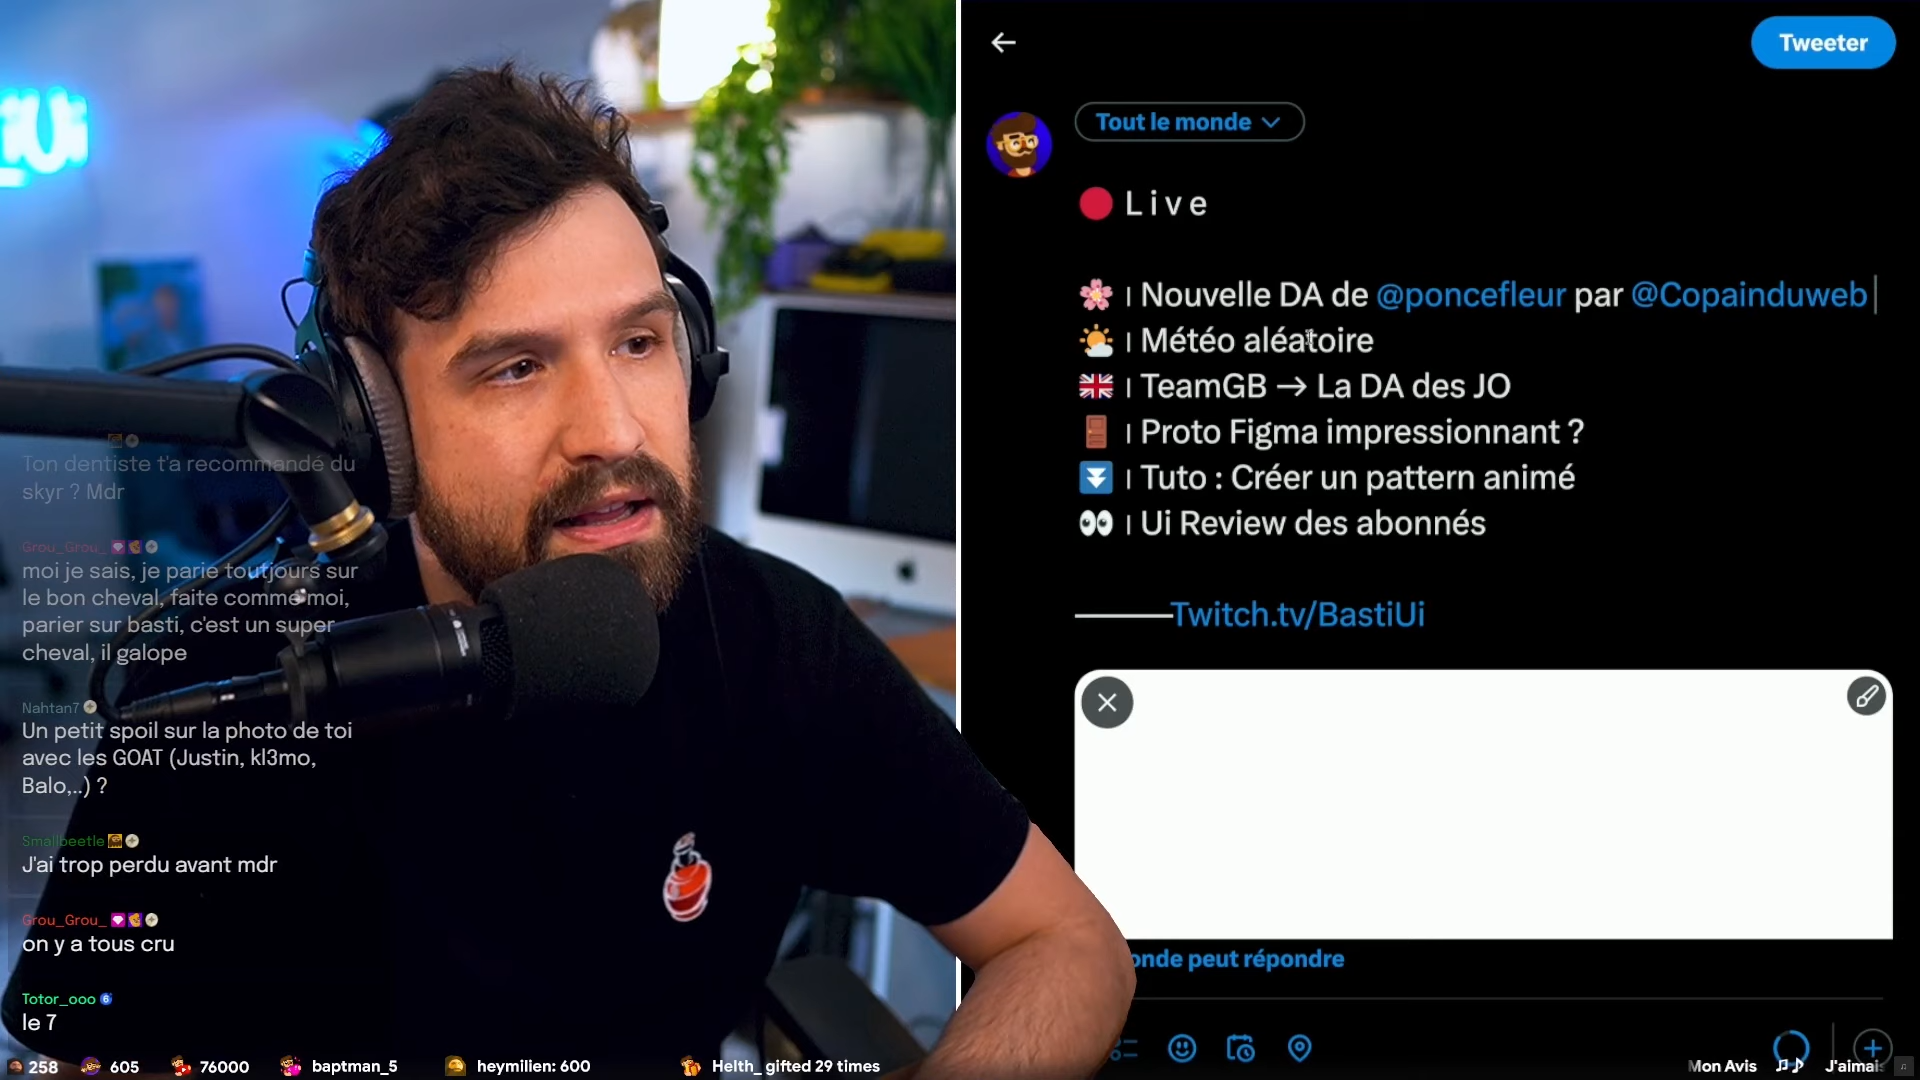 Ton dentiste t'a recommandé du
skyr ? Mdr
Grou_Grou_
moi je sais, je parie toutjours sur
le bon cheval, faite comme moi,
parier sur basti, c'est un super
cheval, il galope
Nahtan7
Un petit spoil sur la photo de toi
avec les GOAT (Justin, kl3mo,
Balo,..) ?
Smallbeetle
J'ai trop perdu avant mdr
Grou_Grou_
on y a tous cru
Totor_ooo 6
le 7
258 605 76000 baptman_5 heymilien: 600 Helth_ gifted 29 times
Tweeter
Tout le monde
Live
| Nouvelle DA de @poncefleur par @Copainduweb
| Météo aléatoire
| TeamGB → La DA des JO
| Proto Figma impressionnant ?
| Tuto : Créer un pattern animé
| Ui Review des abonnés
———Twitch.tv/BastiUi
onde peut répondre
Mon Avis J'aimai